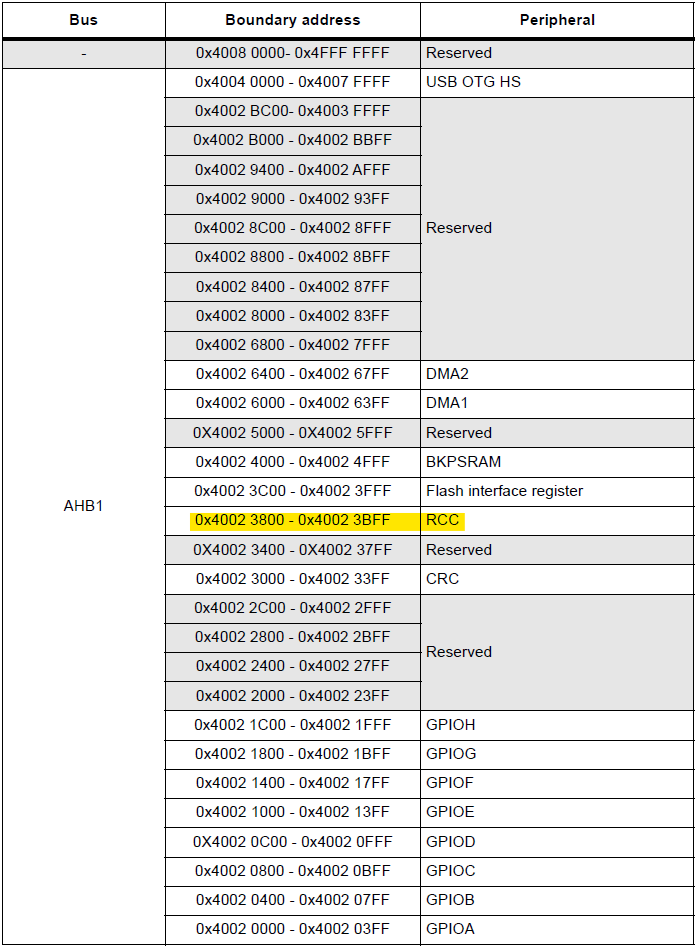 Bus Boundary address Peripheral
- 0x4008 0000- 0x4FFF FFFF Reserved
0x4004 0000 - 0x4007 FFFF USB OTG HS
0x4002 BC00- 0x4003 FFFF
0x4002 B000 - 0x4002 BBFF
0x4002 9400 - 0x4002 AFFF
0x4002 9000 - 0x4002 93FF
0x4002 8C00 - 0x4002 8FFF Reserved
0x4002 8800 - 0x4002 8BFF
0x4002 8400 - 0x4002 87FF
0x4002 8000 - 0x4002 83FF
0x4002 6800 - 0x4002 7FFF
0x4002 6400 - 0x4002 67FF DMA2
0x4002 6000 - 0x4002 63FF DMA1
0X4002 5000 - 0X4002 5FFF Reserved
0x4002 4000 - 0x4002 4FFF BKPSRAM
0x4002 3C00 - 0x4002 3FFF Flash interface register
AHB1 0x4002 3800 - 0x4002 3BFF RCC
0X4002 3400 - 0X4002 37FF Reserved
0x4002 3000 - 0x4002 33FF CRC
0x4002 2C00 - 0x4002 2FFF
0x4002 2800 - 0x4002 2BFF
Reserved
0x4002 2400 - 0x4002 27FF
0x4002 2000 - 0x4002 23FF
0x4002 1C00 - 0x4002 1FFF GPIOH
0x4002 1800 - 0x4002 1BFF GPIOG
0x4002 1400 - 0x4002 17FF GPIOF
0x4002 1000 - 0x4002 13FF GPIOE
0X4002 0C00 - 0x4002 0FFF GPIOD
0x4002 0800 - 0x4002 0BFF GPIOC
0x4002 0400 - 0x4002 07FF GPIOB
0x4002 0000 - 0x4002 03FF GPIOA